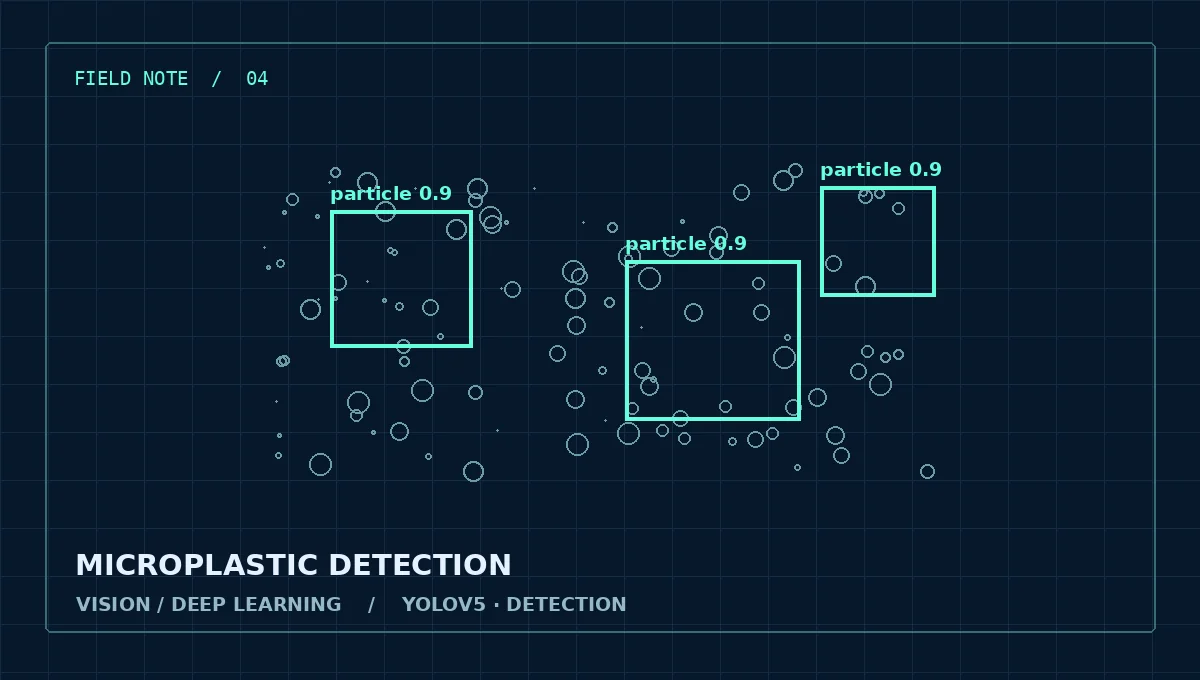 FIELD NOTE / 04
particle 0.9
particle 0.9
particle 0.9
MICROPLASTIC DETECTION
VISION / DEEP LEARNING / YOLOV5 · DETECTION